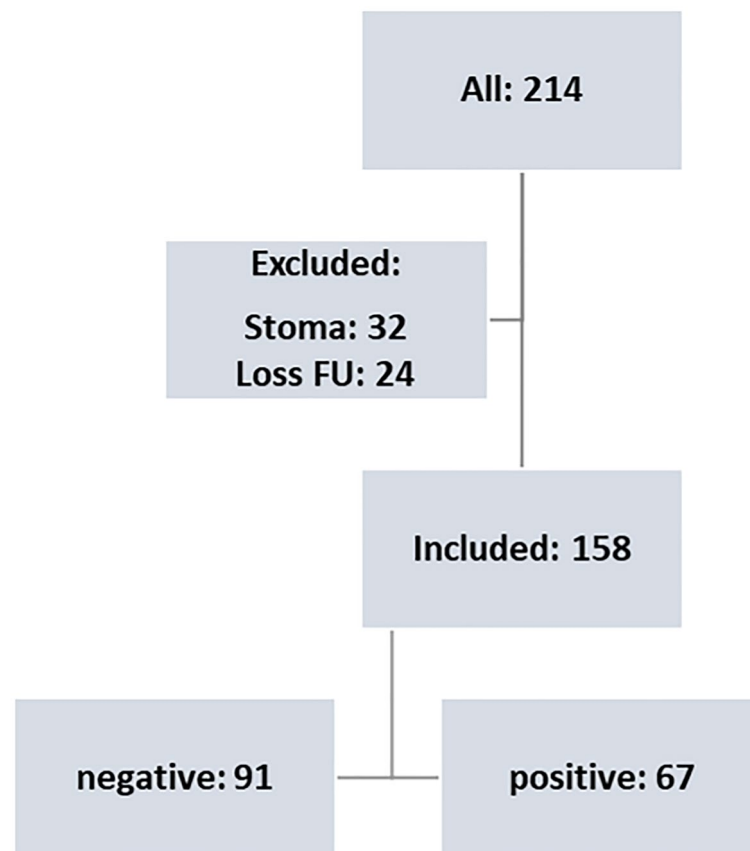 All: 214
Excluded:
Stoma: 32
Loss FU: 24
Included: 158
negative: 91
positive: 67